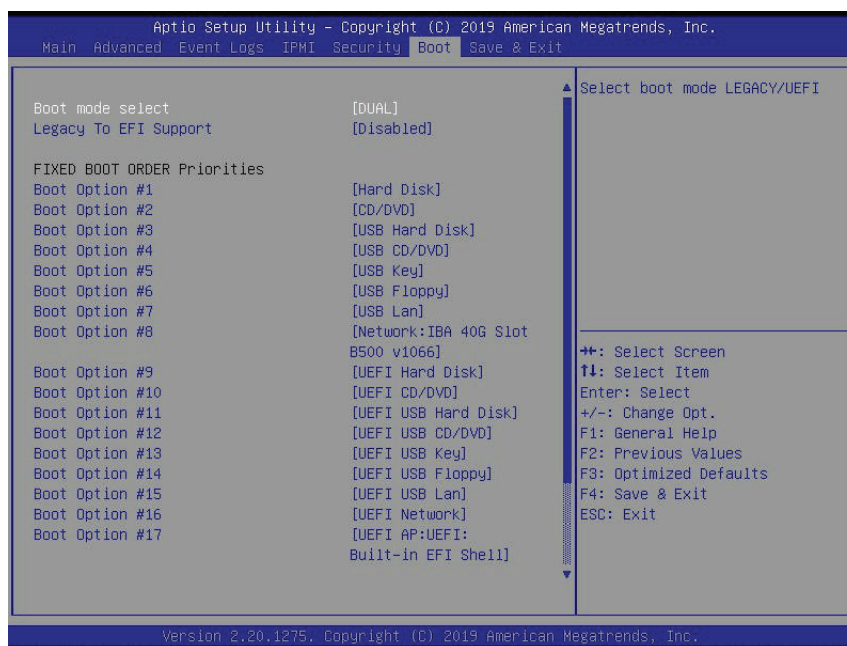 Aptio Setup Utility – Copyright (C) 2019 American Megatrends, Inc.
Main Advanced Event Logs IPMI Security Boot Save & Exit
Boot mode select [DUAL]
Legacy To EFI Support [Disabled]
FIXED BOOT ORDER Priorities
Boot Option #1 [Hard Disk]
Boot Option #2 [CD/DVD]
Boot Option #3 [USB Hard Disk]
Boot Option #4 [USB CD/DVD]
Boot Option #5 [USB Key]
Boot Option #6 [USB Floppy]
Boot Option #7 [USB Lan]
Boot Option #8 [Network:IBA 40G Slot
B500 v1066]
Boot Option #9 [UEFI Hard Disk]
Boot Option #10 [UEFI CD/DVD]
Boot Option #11 [UEFI USB Hard Disk]
Boot Option #12 [UEFI USB CD/DVD]
Boot Option #13 [UEFI USB Key]
Boot Option #14 [UEFI USB Floppy]
Boot Option #15 [UEFI USB Lan]
Boot Option #16 [UEFI Network]
Boot Option #17 [UEFI AP:UEFI:
Built-in EFI Shell]
Select boot mode LEGACY/UEFI
→←: Select Screen
↑↓: Select Item
Enter: Select
+/-: Change Opt.
F1: General Help
F2: Previous Values
F3: Optimized Defaults
F4: Save & Exit
ESC: Exit
Version 2.20.1275. Copyright (C) 2019 American Megatrends, Inc.